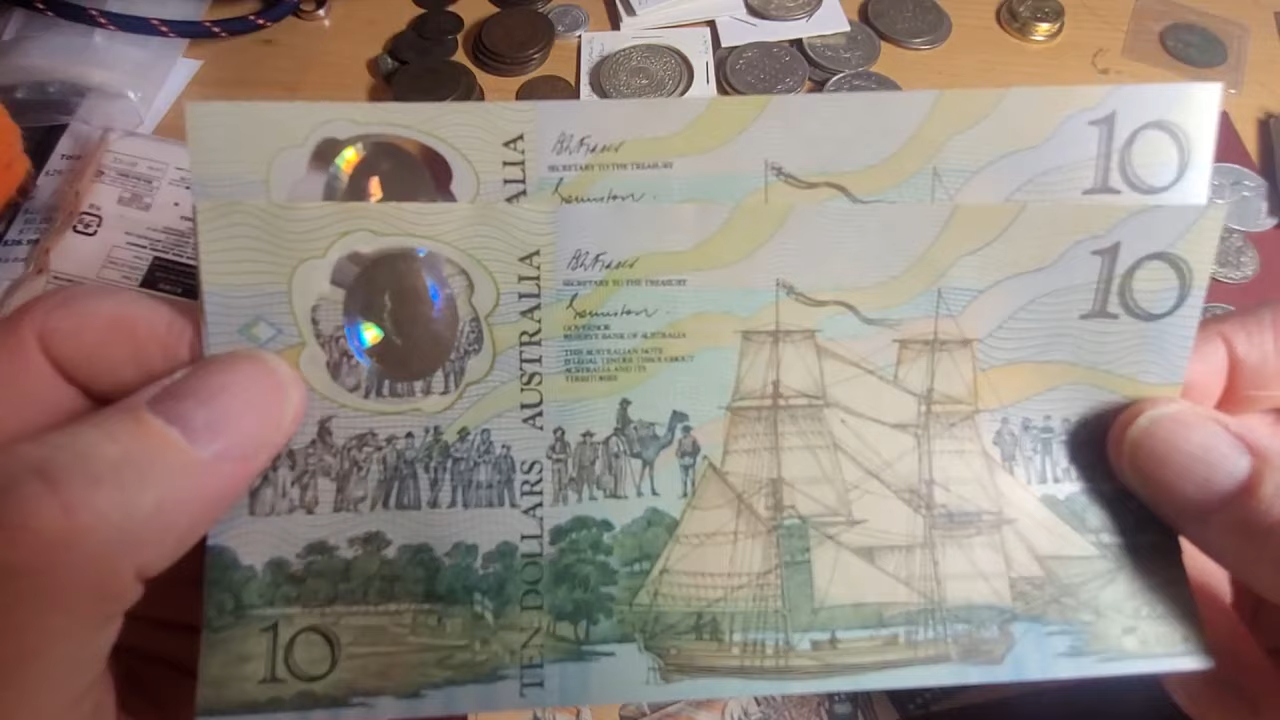 AUSTRALIA
SECRETARY TO THE TREASURY
10
10
SECRETARY TO THE TREASURY
GOVERNOR
RESERVE BANK OF AUSTRALIA
THIS AUSTRALIAN NOTE
IS LEGAL TENDER THROUGHOUT
AUSTRALIA AND ITS
TERRITORIES
TEN DOLLARS AUSTRALIA
10